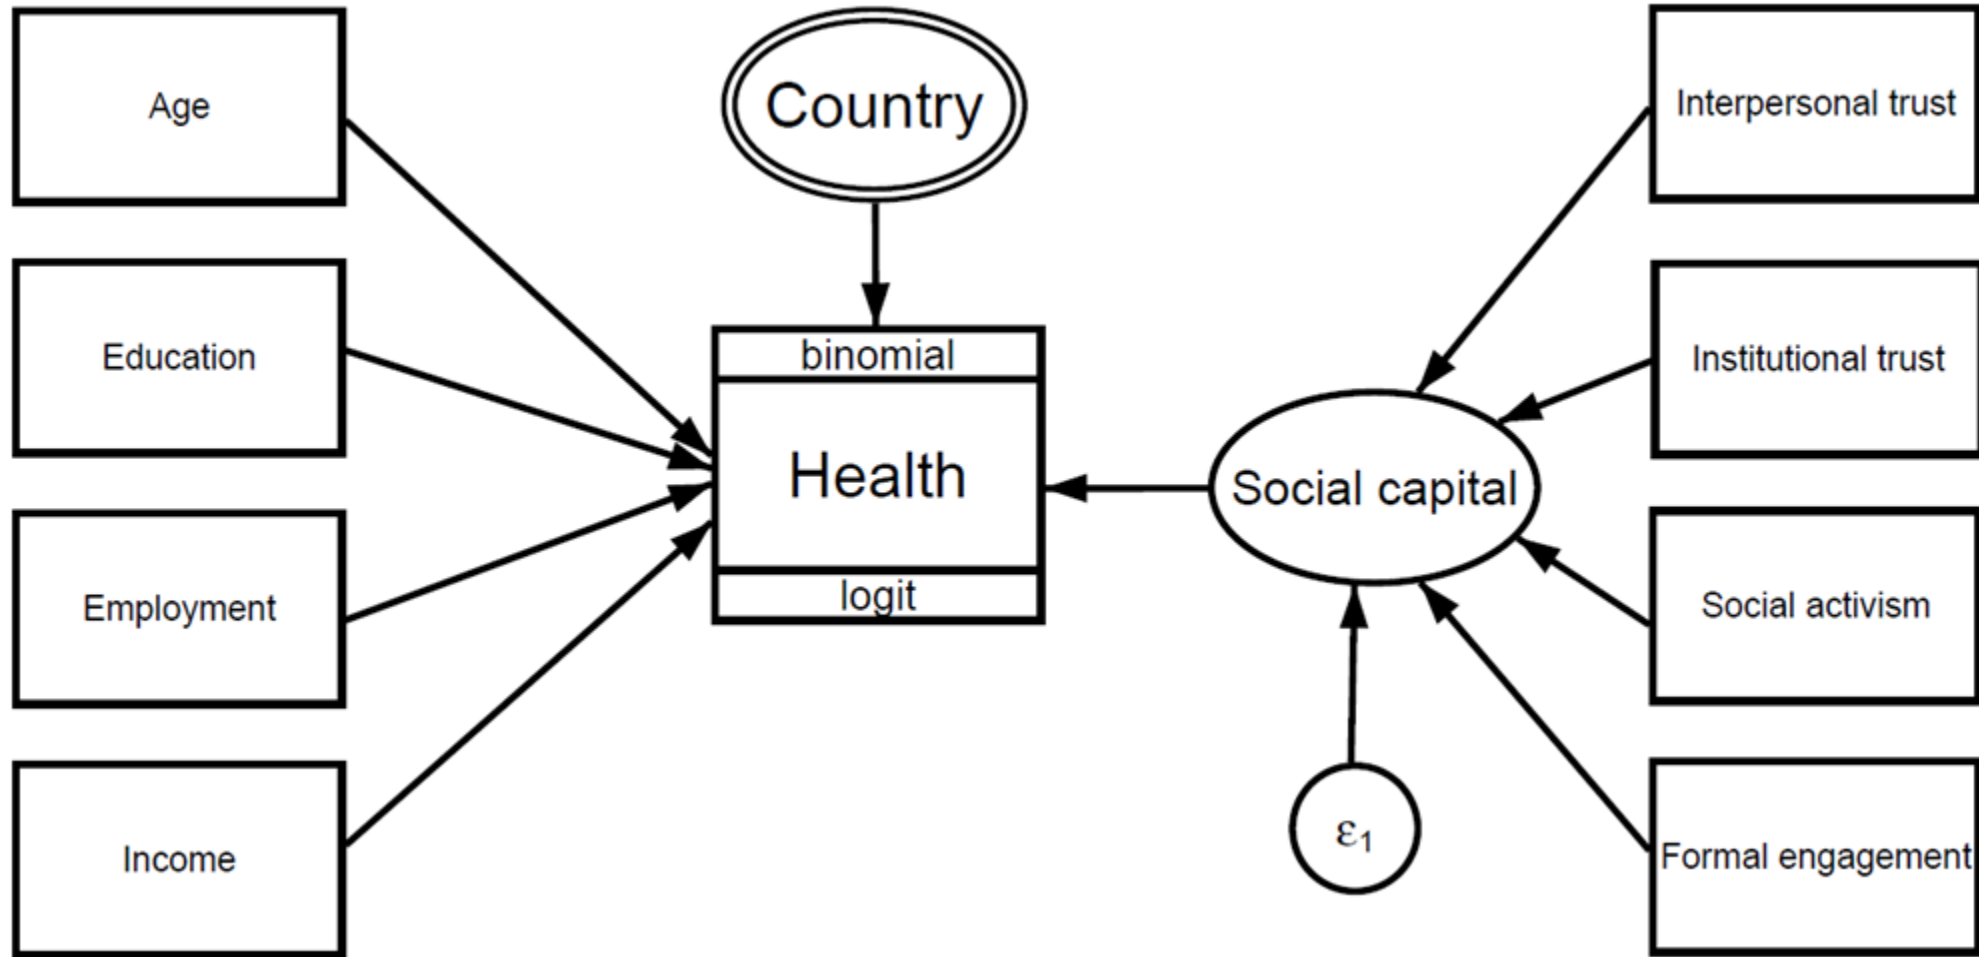 Age
Education
Employment
Income
Country
binomial
Health
logit
Social capital
ε1
Interpersonal trust
Institutional trust
Social activism
Formal engagement